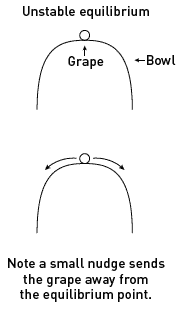 Unstable equilibrium
Grape
Bowl
Note a small nudge sends
the grape away from
the equilibrium point.